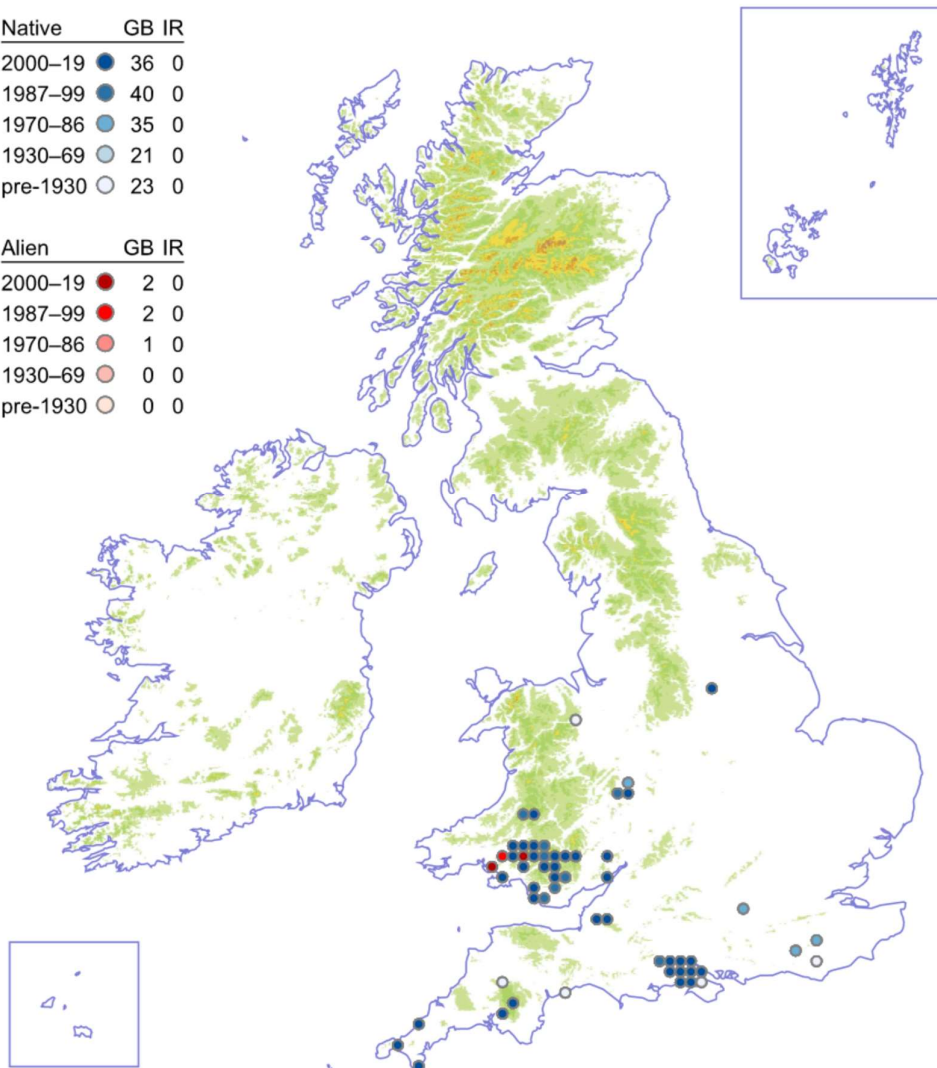 Native GB IR
2000–19 36 0
1987–99 40 0
1970–86 35 0
1930–69 21 0
pre-1930 23 0
Alien GB IR
2000–19 2 0
1987–99 2 0
1970–86 1 0
1930–69 0 0
pre-1930 0 0